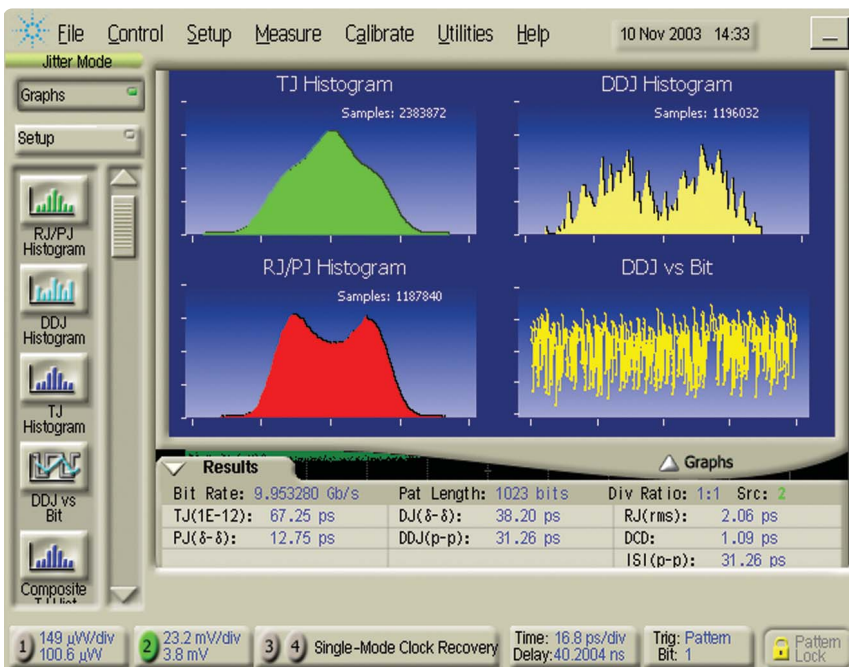 File Control Setup Measure Calibrate Utilities Help 10 Nov 2003 14:33
Jitter Mode
Graphs
Setup
RJ/PJ
Histogram
DDJ
Histogram
TJ
Histogram
DDJ vs
Bit
Composite
TJ Histogram
Samples: 2383872
DDJ Histogram
Samples: 1196032
RJ/PJ Histogram
Samples: 1187840
DDJ vs Bit
Results
Graphs
Bit Rate: 9.953280 Gb/s Pat Length: 1023 bits Div Ratio: 1:1 Src: 2
TJ(1E-12): 67.25 ps DJ(δ-δ): 38.20 ps RJ(rms): 2.06 ps
PJ(δ-δ): 12.75 ps DDJ(p-p): 31.26 ps DCD: 1.09 ps
ISI(p-p): 31.26 ps
1 149 µW/div
100.6 µW
2 23.2 mV/div
3.8 mV
3 4 Single-Mode Clock Recovery
Time: 16.8 ps/div
Delay:40.2004 ns
Trig: Pattern
Bit: 1
Pattern
Lock